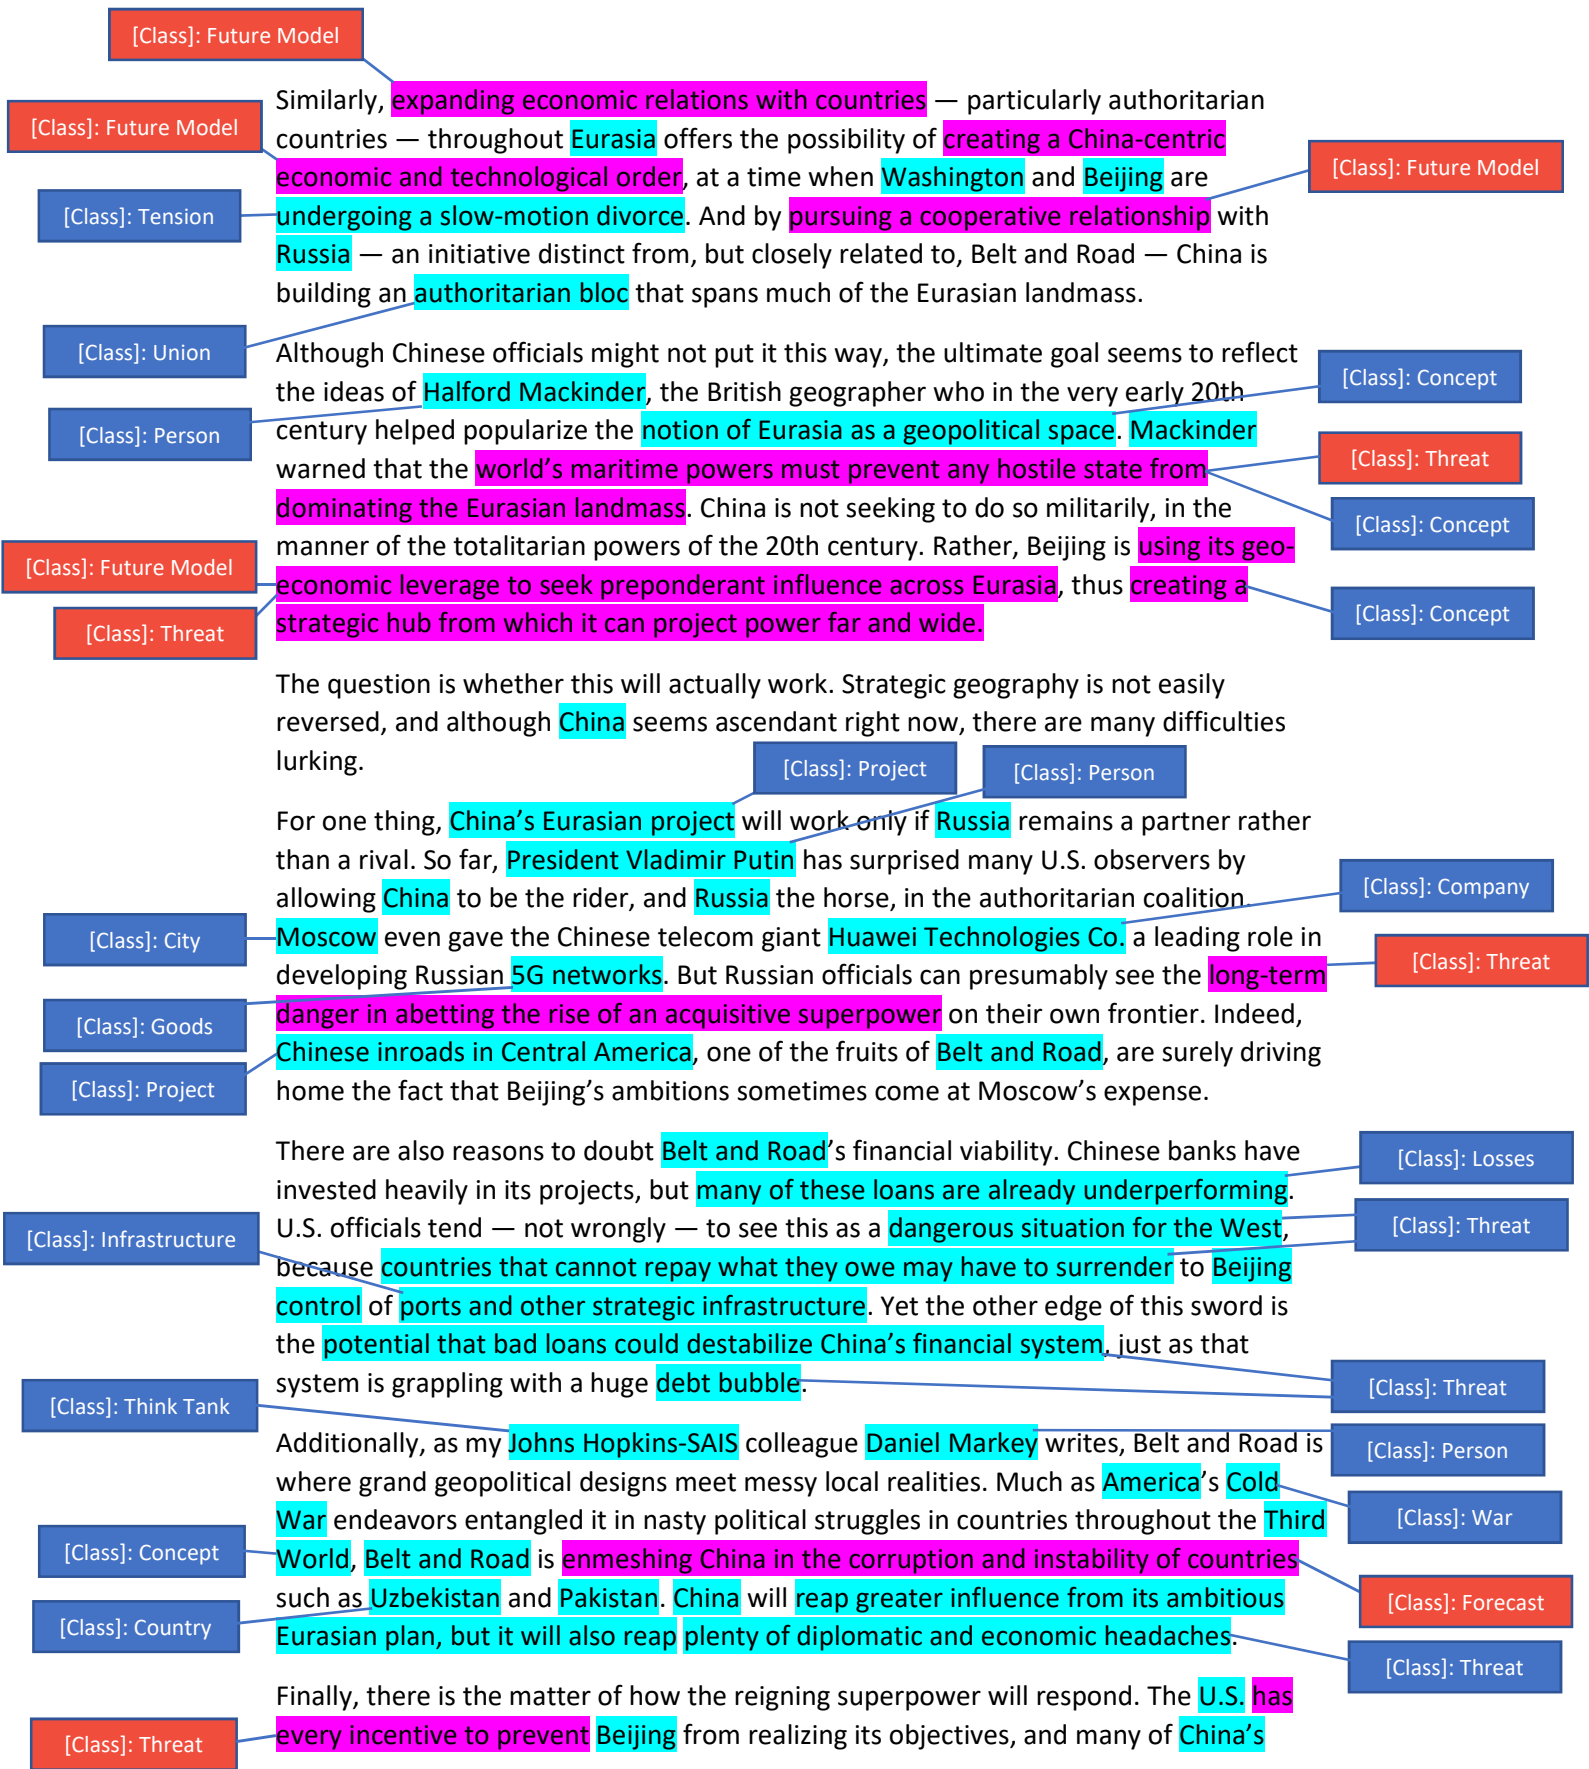 [Class]: Future Model
Similarly, expanding economic relations with countries — particularly authoritarian
[Class]: Future Model
countries — throughout Eurasia offers the possibility of creating a China-centric
[Class]: Future Model
economic and technological order, at a time when Washington and Beijing are
[Class]: Tension
undergoing a slow-motion divorce. And by pursuing a cooperative relationship with
Russia — an initiative distinct from, but closely related to, Belt and Road — China is
building an authoritarian bloc that spans much of the Eurasian landmass.
[Class]: Union
Although Chinese officials might not put it this way, the ultimate goal seems to reflect
[Class]: Concept
the ideas of Halford Mackinder, the British geographer who in the very early 20th
[Class]: Person
century helped popularize the notion of Eurasia as a geopolitical space. Mackinder
[Class]: Threat
warned that the world's maritime powers must prevent any hostile state from
dominating the Eurasian landmass. China is not seeking to do so militarily, in the
[Class]: Concept
manner of the totalitarian powers of the 20th century. Rather, Beijing is using its geo-
[Class]: Future Model
economic leverage to seek preponderant influence across Eurasia, thus creating a
[Class]: Concept
[Class]: Threat
strategic hub from which it can project power far and wide.
The question is whether this will actually work. Strategic geography is not easily
reversed, and although China seems ascendant right now, there are many difficulties
lurking.
[Class]: Project
[Class]: Person
For one thing, China's Eurasian project will work only if Russia remains a partner rather
than a rival. So far, President Vladimir Putin has surprised many U.S. observers by
[Class]: Company
allowing China to be the rider, and Russia the horse, in the authoritarian coalition.
[Class]: City
Moscow even gave the Chinese telecom giant Huawei Technologies Co. a leading role in
[Class]: Threat
developing Russian 5G networks. But Russian officials can presumably see the long-term
[Class]: Goods
danger in abetting the rise of an acquisitive superpower on their own frontier. Indeed,
Chinese inroads in Central America, one of the fruits of Belt and Road, are surely driving
[Class]: Project
home the fact that Beijing's ambitions sometimes come at Moscow's expense.
There are also reasons to doubt Belt and Road's financial viability. Chinese banks have
[Class]: Losses
invested heavily in its projects, but many of these loans are already underperforming.
[Class]: Threat
U.S. officials tend — not wrongly — to see this as a dangerous situation for the West,
[Class]: Infrastructure
because countries that cannot repay what they owe may have to surrender to Beijing
control of ports and other strategic infrastructure. Yet the other edge of this sword is
the potential that bad loans could destabilize China's financial system, just as that
[Class]: Threat
system is grappling with a huge debt bubble.
[Class]: Think Tank
Additionally, as my Johns Hopkins-SAIS colleague Daniel Markey writes, Belt and Road is
[Class]: Person
where grand geopolitical designs meet messy local realities. Much as America's Cold
[Class]: War
War endeavors entangled it in nasty political struggles in countries throughout the Third
[Class]: Concept
World, Belt and Road is enmeshing China in the corruption and instability of countries
such as Uzbekistan and Pakistan. China will reap greater influence from its ambitious
[Class]: Forecast
[Class]: Country
Eurasian plan, but it will also reap plenty of diplomatic and economic headaches.
[Class]: Threat
Finally, there is the matter of how the reigning superpower will respond. The U.S. has
[Class]: Threat
every incentive to prevent Beijing from realizing its objectives, and many of China's